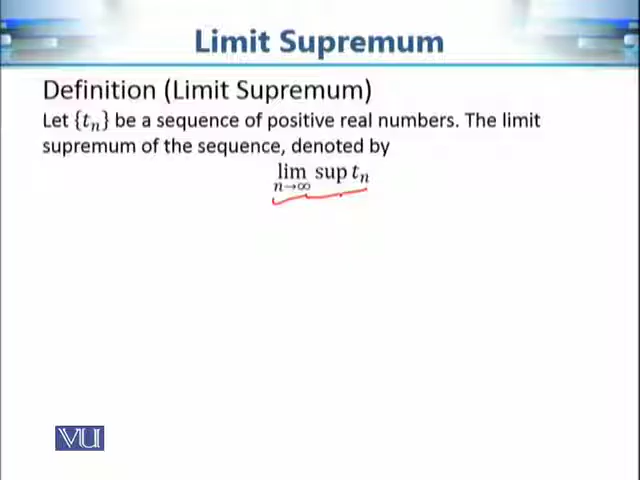 Limit Supremum
Definition (Limit Supremum)
Let {tₙ} be a sequence of positive real numbers. The limit
supremum of the sequence, denoted by
lim sup tₙ
n→∞
VU